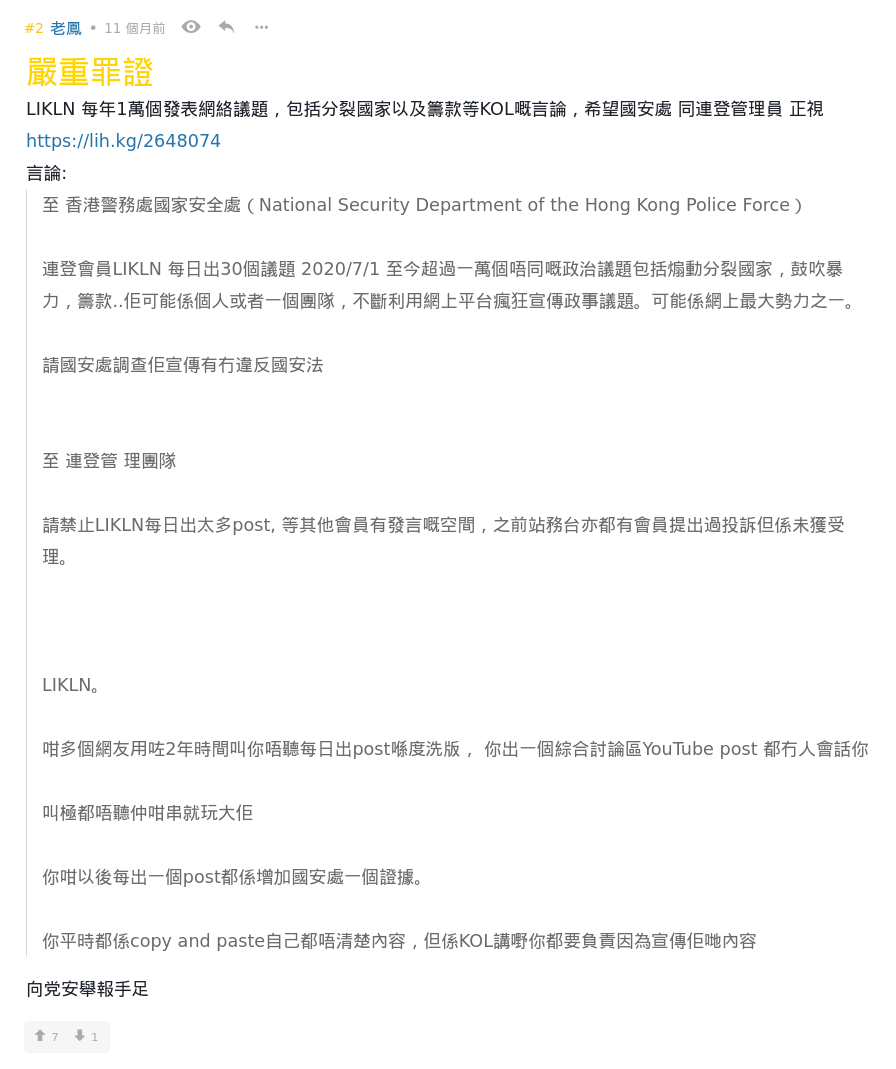 #2 老鳳 • 11 個月前
嚴重罪證
LIKLN 每年1萬個發表網絡議題，包括分裂國家以及籌款等KOL嘅言論，希望國安處 同連登管理員 正視
https://lih.kg/2648074
言論:
至 香港警務處國家安全處（National Security Department of the Hong Kong Police Force）
連登會員LIKLN 每日出30個議題 2020/7/1 至今超過一萬個唔同嘅政治議題包括煽動分裂國家，鼓吹暴
力，籌款..佢可能係個人或者一個團隊，不斷利用網上平台瘋狂宣傳政事議題。可能係網上最大勢力之一。
請國安處調查佢宣傳有冇違反國安法
至 連登管 理團隊
請禁止LIKLN每日出太多post, 等其他會員有發言嘅空間，之前站務台亦都有會員提出過投訴但係未獲受
理。
LIKLN。
咁多個網友用咗2年時間叫你唔聽每日出post喺度洗版， 你出一個綜合討論區YouTube post 都冇人會話你
叫極都唔聽仲咁串就玩大佢
你咁以後每出一個post都係增加國安處一個證據。
你平時都係copy and paste自己都唔清楚內容，但係KOL講嘢你都要負責因為宣傳佢哋內容
向党安舉報手足
7 1